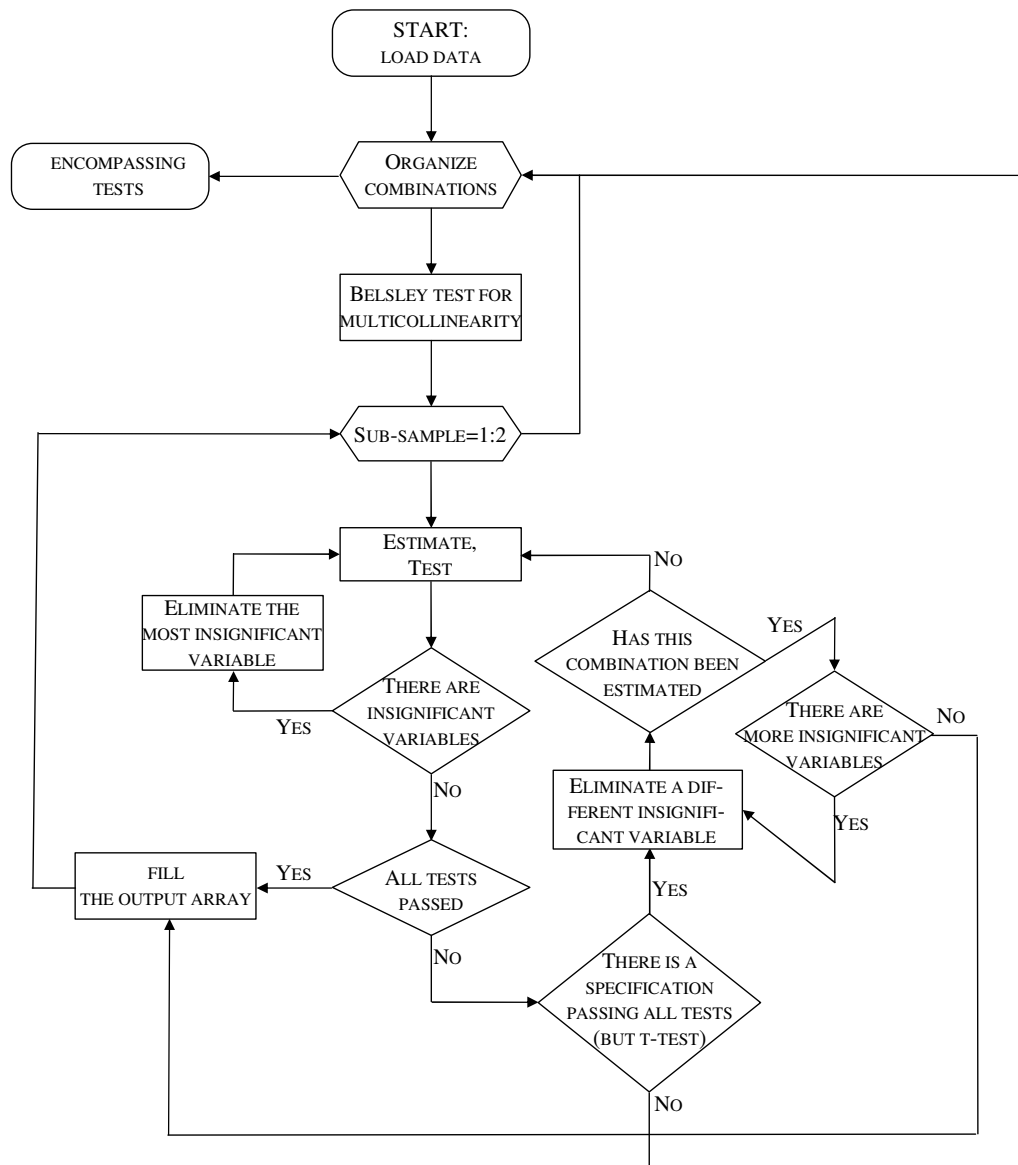 START:
LOAD DATA
ENCOMPASSING
TESTS
ORGANIZE
COMBINATIONS
BELSLEY TEST FOR
MULTICOLLINEARITY
SUB-SAMPLE=1:2
ESTIMATE,
TEST
NO
ELIMINATE THE
MOST INSIGNIFICANT
VARIABLE
HAS THIS
COMBINATION BEEN
ESTIMATED
YES
THERE ARE
INSIGNIFICANT
VARIABLES
YES
THERE ARE
MORE INSIGNIFICANT
VARIABLES
NO
NO
ELIMINATE A DIF-
FERENT INSIGNIFI-
CANT VARIABLE
YES
FILL
THE OUTPUT ARRAY
YES
ALL TESTS
PASSED
YES
NO
THERE IS A
SPECIFICATION
PASSING ALL TESTS
(BUT T-TEST)
NO